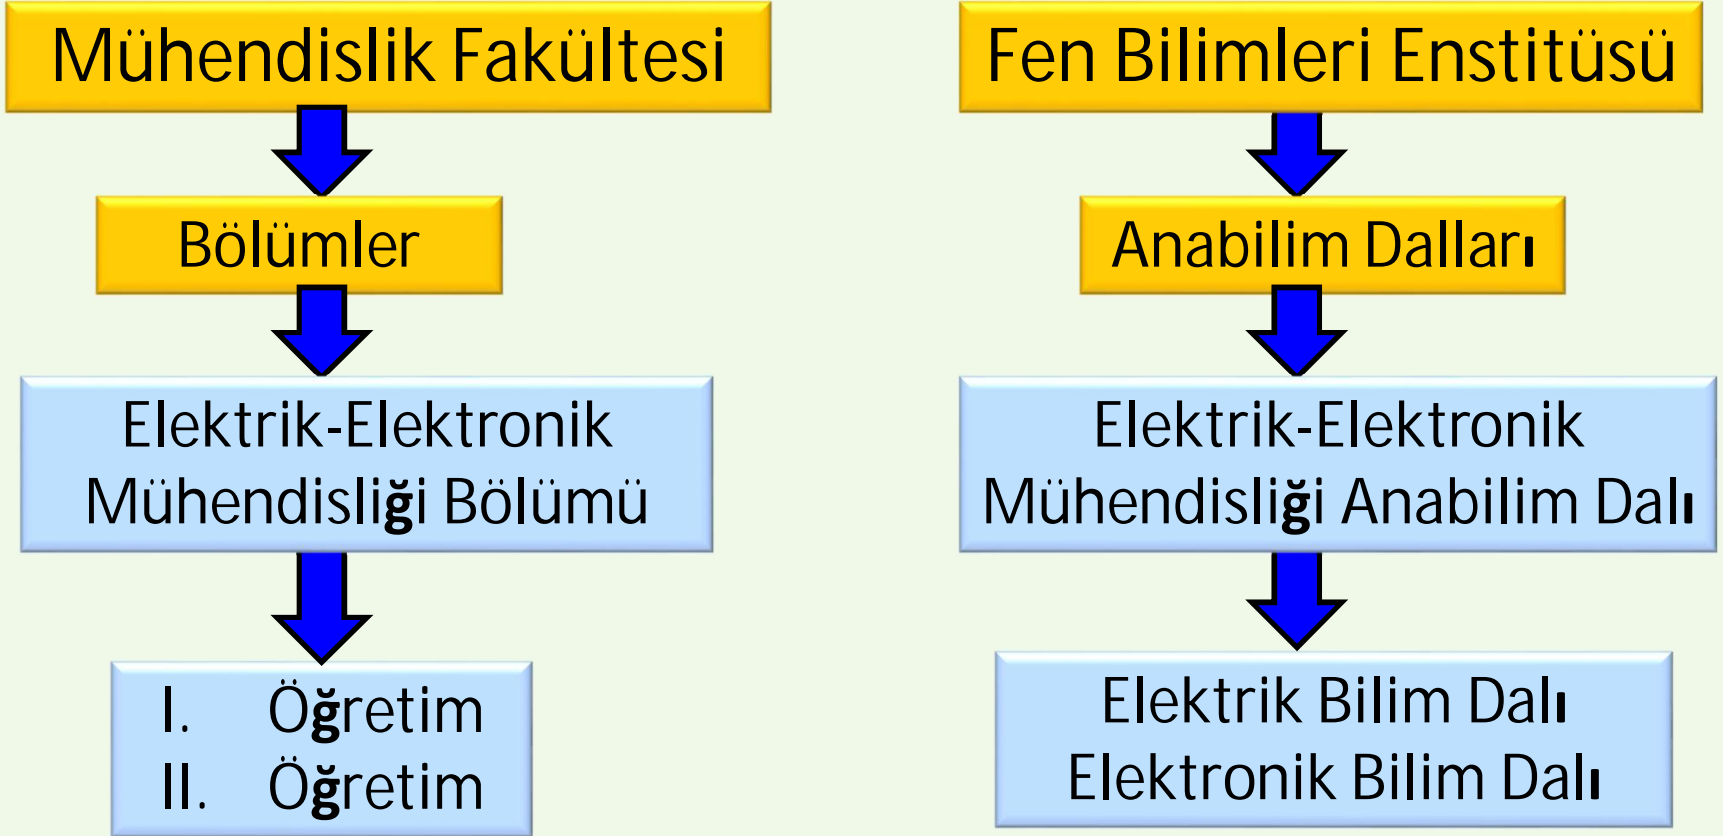 Mühendislik Fakültesi
Bölümler
Elektrik-Elektronik
Mühendisliği Bölümü
I. Öğretim
II. Öğretim
Fen Bilimleri Enstitüsü
Anabilim Dalları
Elektrik-Elektronik
Mühendisliği Anabilim Dalı
Elektrik Bilim Dalı
Elektronik Bilim Dalı